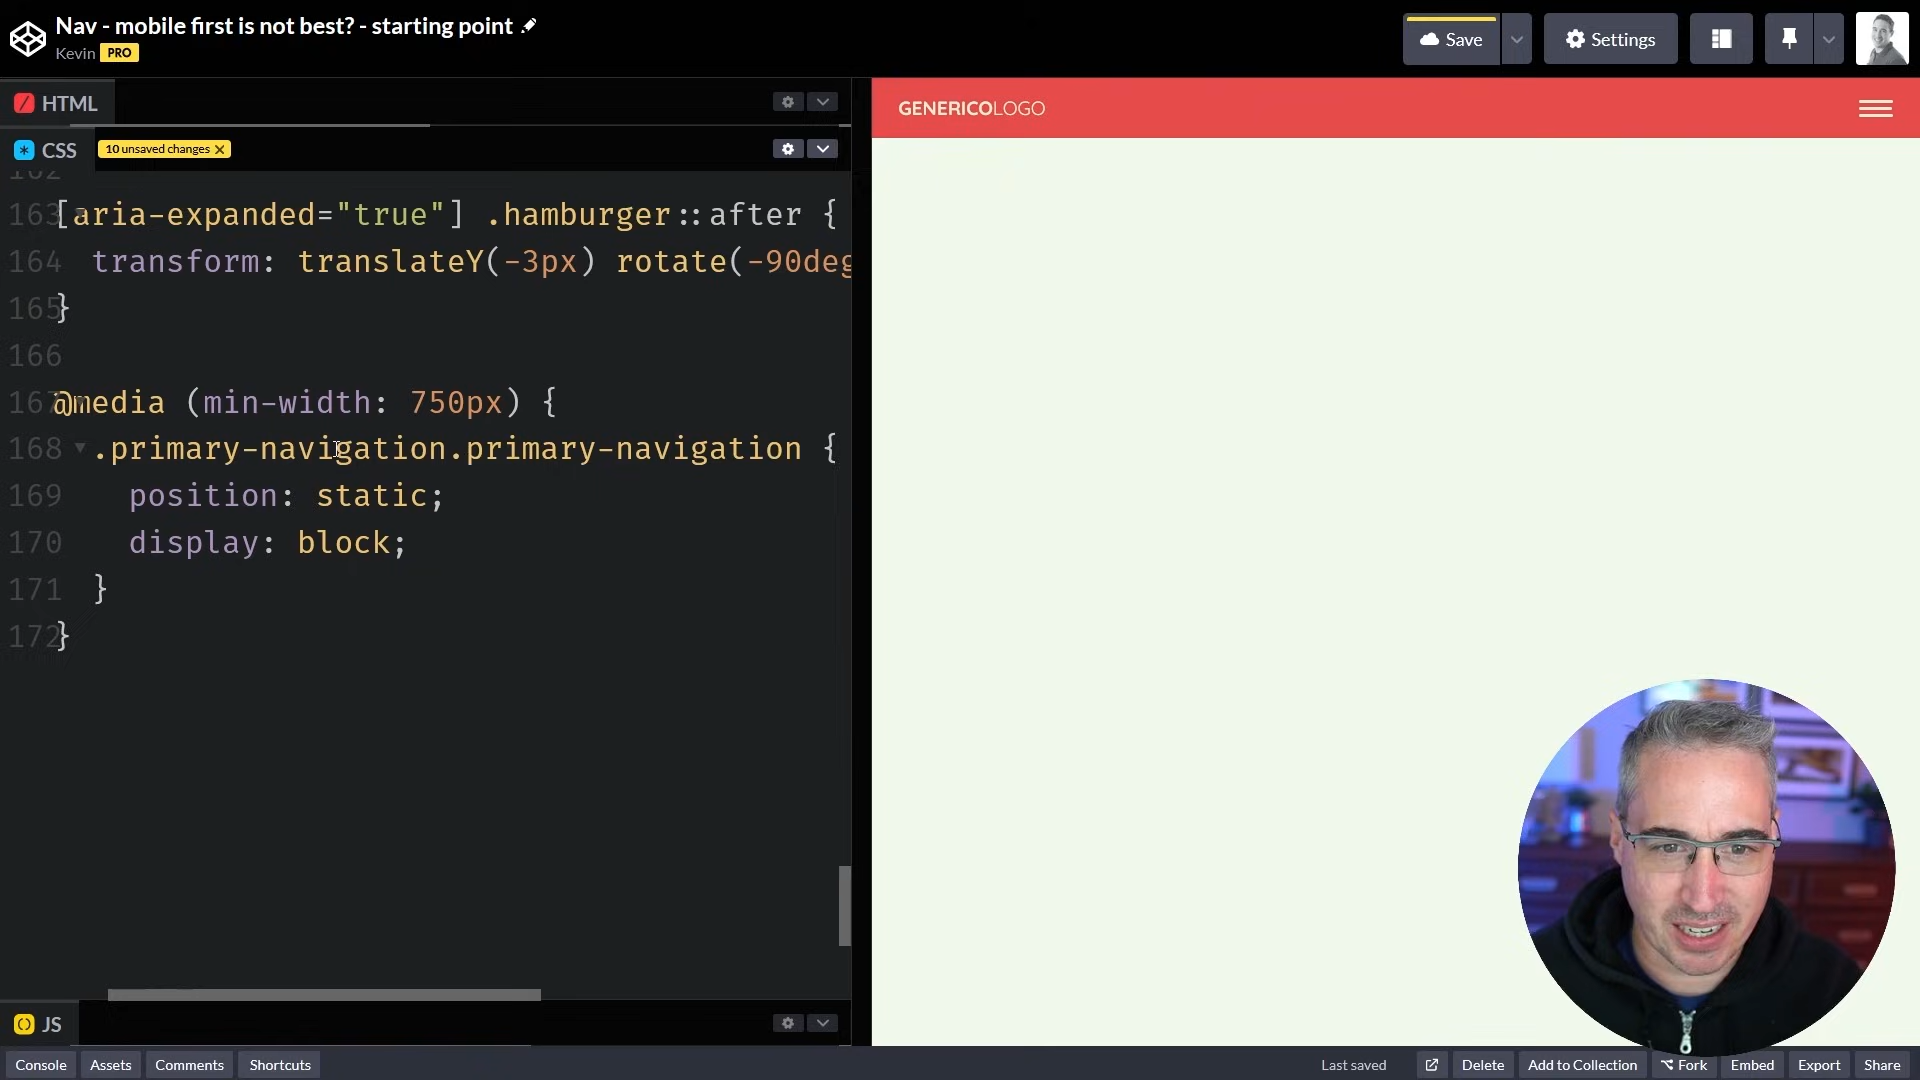 Nav - mobile first is not best? - starting point
Kevin PRO
Save
Settings
HTML
CSS
10 unsaved changes ×
162
163 [aria-expanded="true"] .hamburger::after {
164 transform: translateY(-3px) rotate(-90deg
165 }
166
167 @media (min-width: 750px) {
168 .primary-navigation.primary-navigation {
169 position: static;
170 display: block;
171 }
172 }
JS
GENERICOLOGO
Console Assets Comments Shortcuts Last saved Delete Add to Collection Fork Embed Export Share